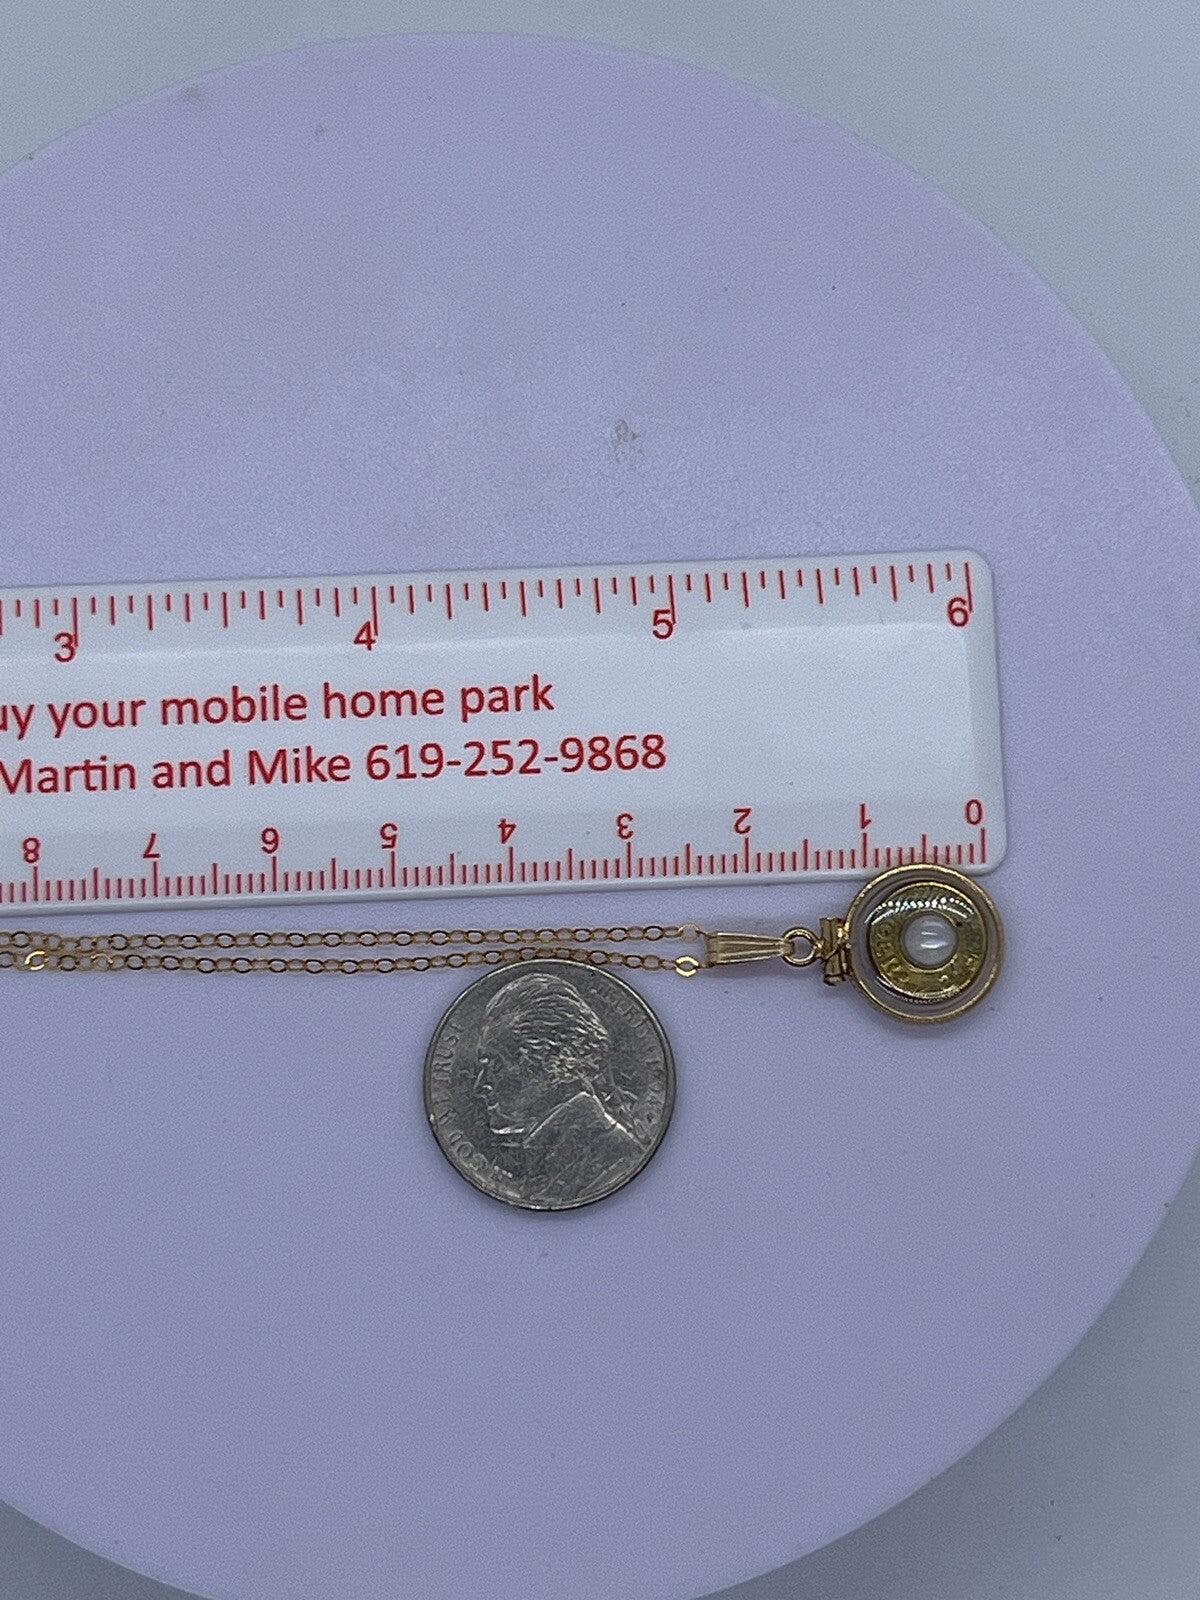 3 4 5 6
uy your mobile home park
Martin and Mike 619-252-9868
8 7 6 5 4 3 2 1 0
LIBERTY 1994
GOD WE TRUST